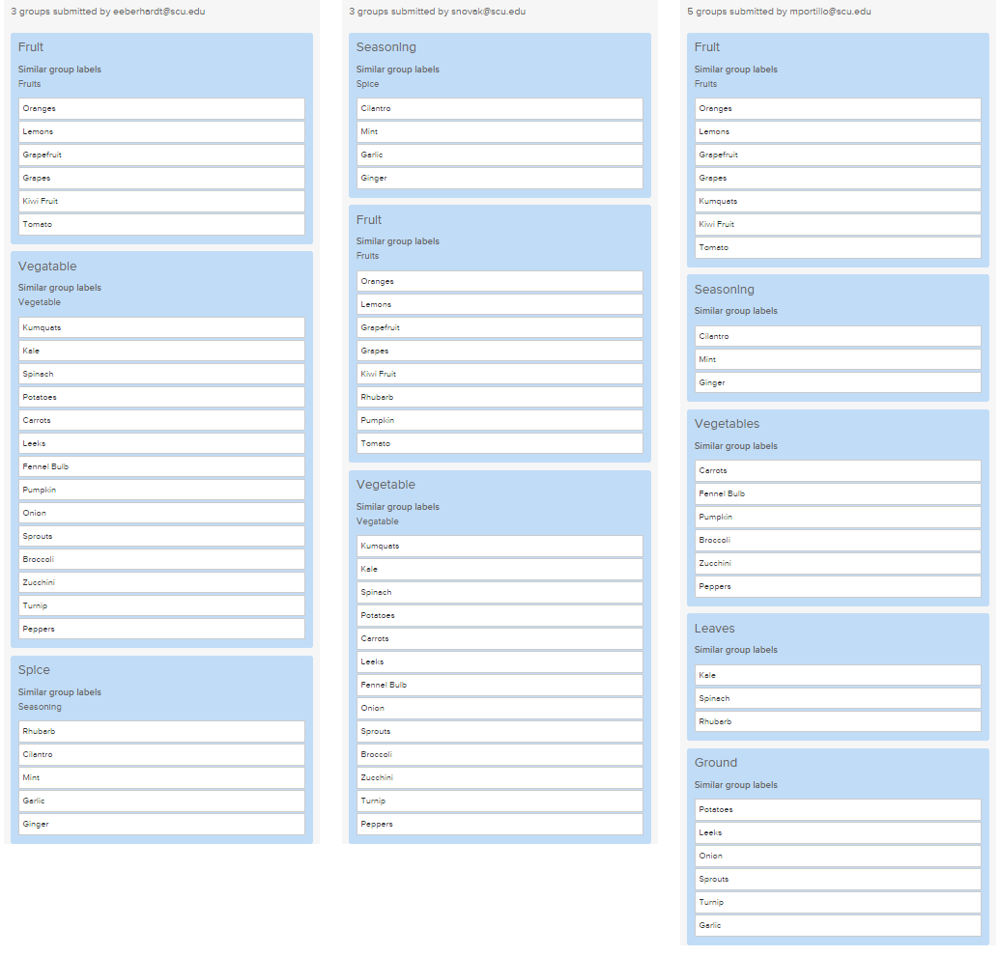 3 groups submitted by eeberhardt@scu.edu
Fruit
Similar group labels
Fruits
Oranges
Lemons
Grapefruit
Grapes
Kiwi Fruit
Tomato
Vegatable
Similar group labels
Vegetable
Kumquats
Kale
Spinach
Potatoes
Carrots
Leeks
Fennel Bulb
Pumpkin
Onion
Sprouts
Broccoli
Zucchini
Turnip
Peppers
Spice
Similar group labels
Seasoning
Rhubarb
Cilantro
Mint
Garlic
Ginger
3 groups submitted by snovak@scu.edu
Seasoning
Similar group labels
Spice
Cilantro
Mint
Garlic
Ginger
Fruit
Similar group labels
Fruits
Oranges
Lemons
Grapefruit
Grapes
Kiwi Fruit
Rhubarb
Pumpkin
Tomato
Vegetable
Similar group labels
Vegatable
Kumquats
Kale
Spinach
Potatoes
Carrots
Leeks
Fennel Bulb
Onion
Sprouts
Broccoli
Zucchini
Turnip
Peppers
5 groups submitted by mportillo@scu.edu
Fruit
Similar group labels
Fruits
Oranges
Lemons
Grapefruit
Grapes
Kumquats
Kiwi Fruit
Tomato
Seasoning
Similar group labels
Cilantro
Mint
Ginger
Vegetables
Similar group labels
Carrots
Fennel Bulb
Pumpkin
Broccoli
Zucchini
Peppers
Leaves
Similar group labels
Kale
Spinach
Rhubarb
Ground
Similar group labels
Potatoes
Leeks
Onion
Sprouts
Turnip
Garlic